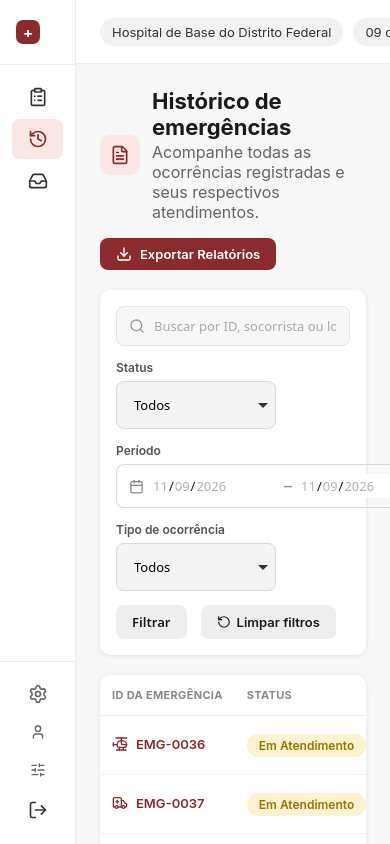 Hospital de Base do Distrito Federal
09 d
Histórico de
emergências
Acompanhe todas as
ocorrências registradas e
seus respectivos
atendimentos.
Exportar Relatórios
Buscar por ID, socorrista ou lc
Status
Todos
Período
11/09/2026 – 11/09/2026
Tipo de ocorrência
Todos
Filtrar Limpar filtros
ID DA EMERGÊNCIA STATUS
EMG-0036 Em Atendimento
EMG-0037 Em Atendimento